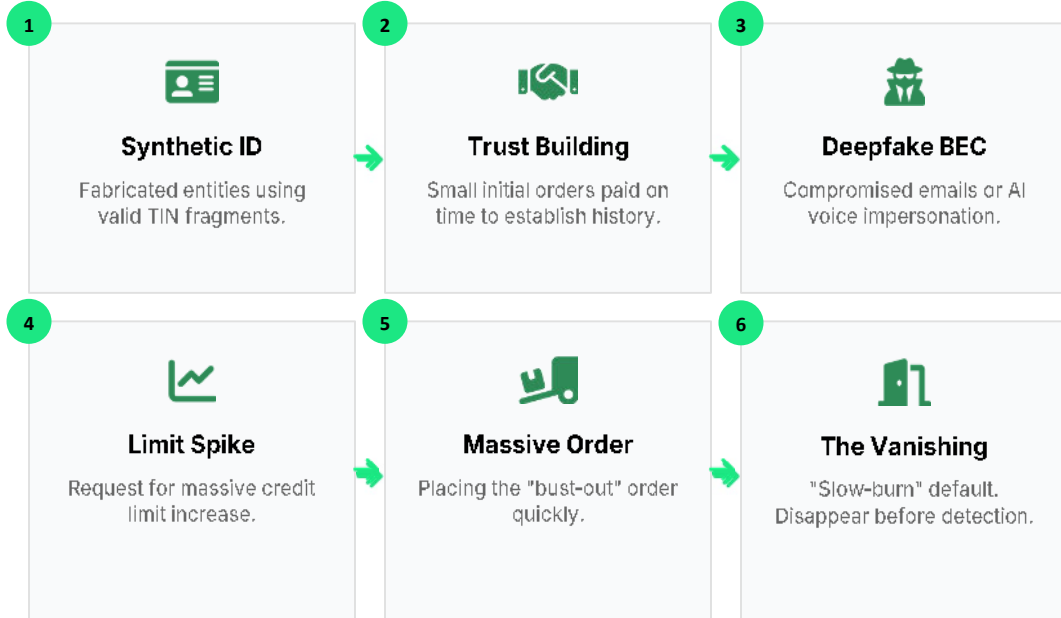 1
Synthetic ID
Fabricated entities using
valid TIN fragments.
2
Trust Building
Small initial orders paid on
time to establish history.
3
Deepfake BEC
Compromised emails or AI
voice impersonation.
4
Limit Spike
Request for massive credit
limit increase.
5
Massive Order
Placing the "bust-out" order
quickly.
6
The Vanishing
"Slow-burn" default.
Disappear before detection.